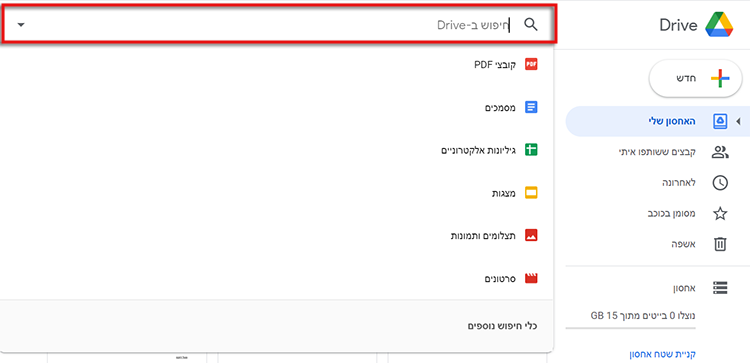 Drive
חיפוש ב-Drive
חדש
PDF קובצי PDF
מסמכים
גיליונות אלקטרוניים
מצגות
תצלומים ותמונות
סרטונים
כלי חיפוש נוספים
האחסון שלי
קבצים ששותפו איתי
לאחרונה
מסומן בכוכב
אשפה
אחסון
נוצלו 0 בייטים מתוך 15 GB
קניית שטח אחסון